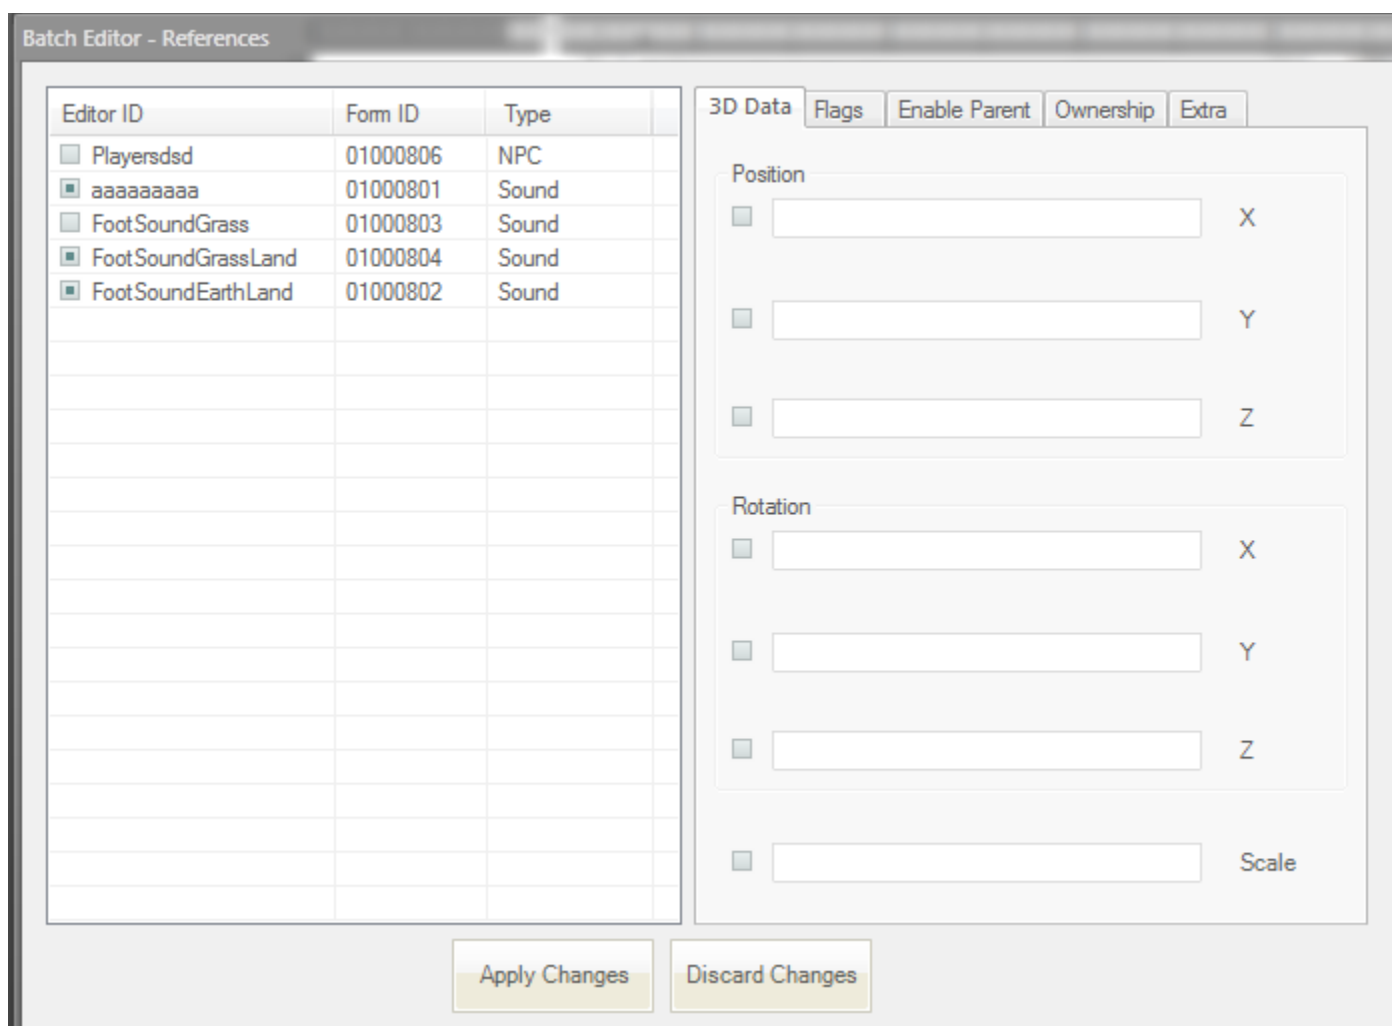 Batch Editor - References
Editor ID Form ID Type
Playersdsd 01000806 NPC
aaaaaaaaa 01000801 Sound
FootSoundGrass 01000803 Sound
FootSoundGrassLand 01000804 Sound
FootSoundEarthLand 01000802 Sound
3D Data Flags Enable Parent Ownership Extra
Position
X
Y
Z
Rotation
X
Y
Z
Scale
Apply Changes Discard Changes